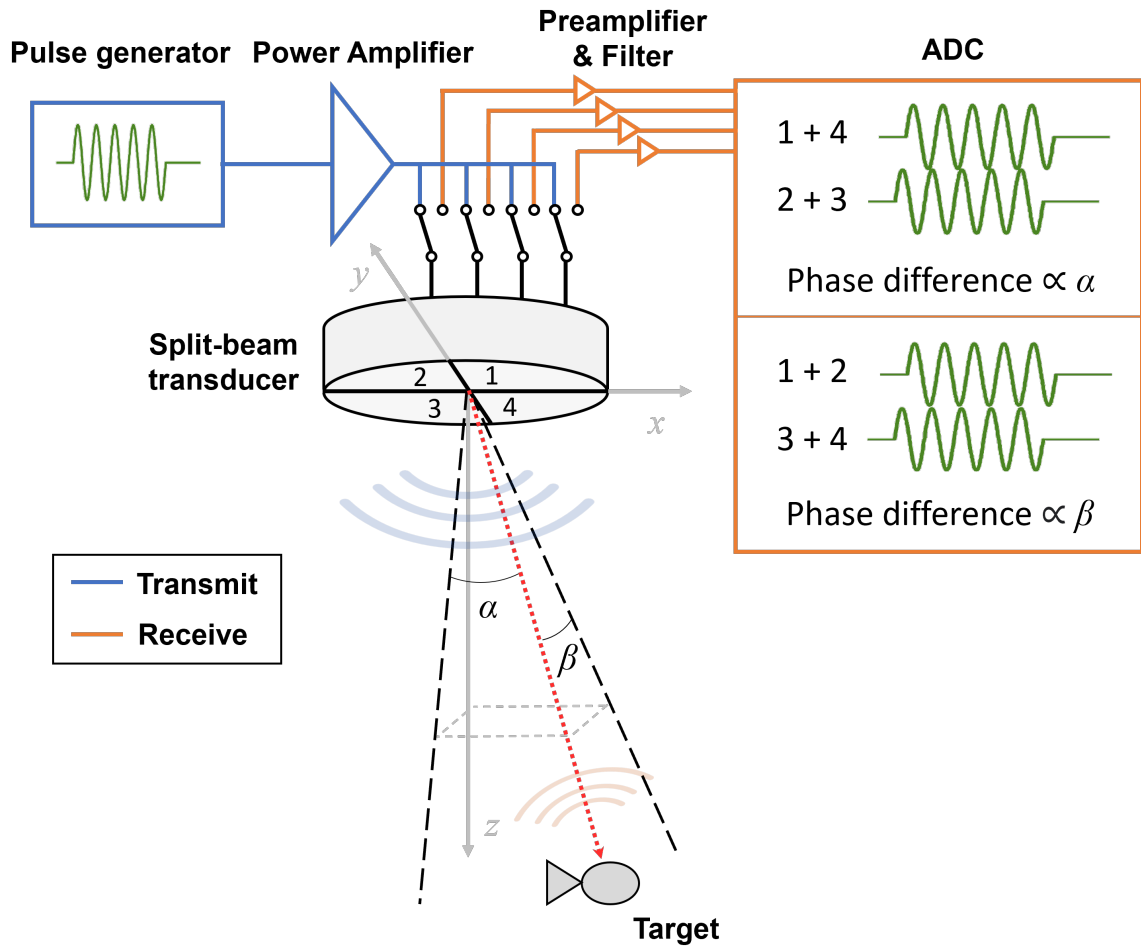 Preamplifier
& Filter
Pulse generator
Power Amplifier
ADC
1 + 4
2 + 3
Phase difference ∝ α
1 + 2
3 + 4
Phase difference ∝ β
y
Split-beam
transducer
2
1
3
4
x
Transmit
Receive
α
β
z
Target